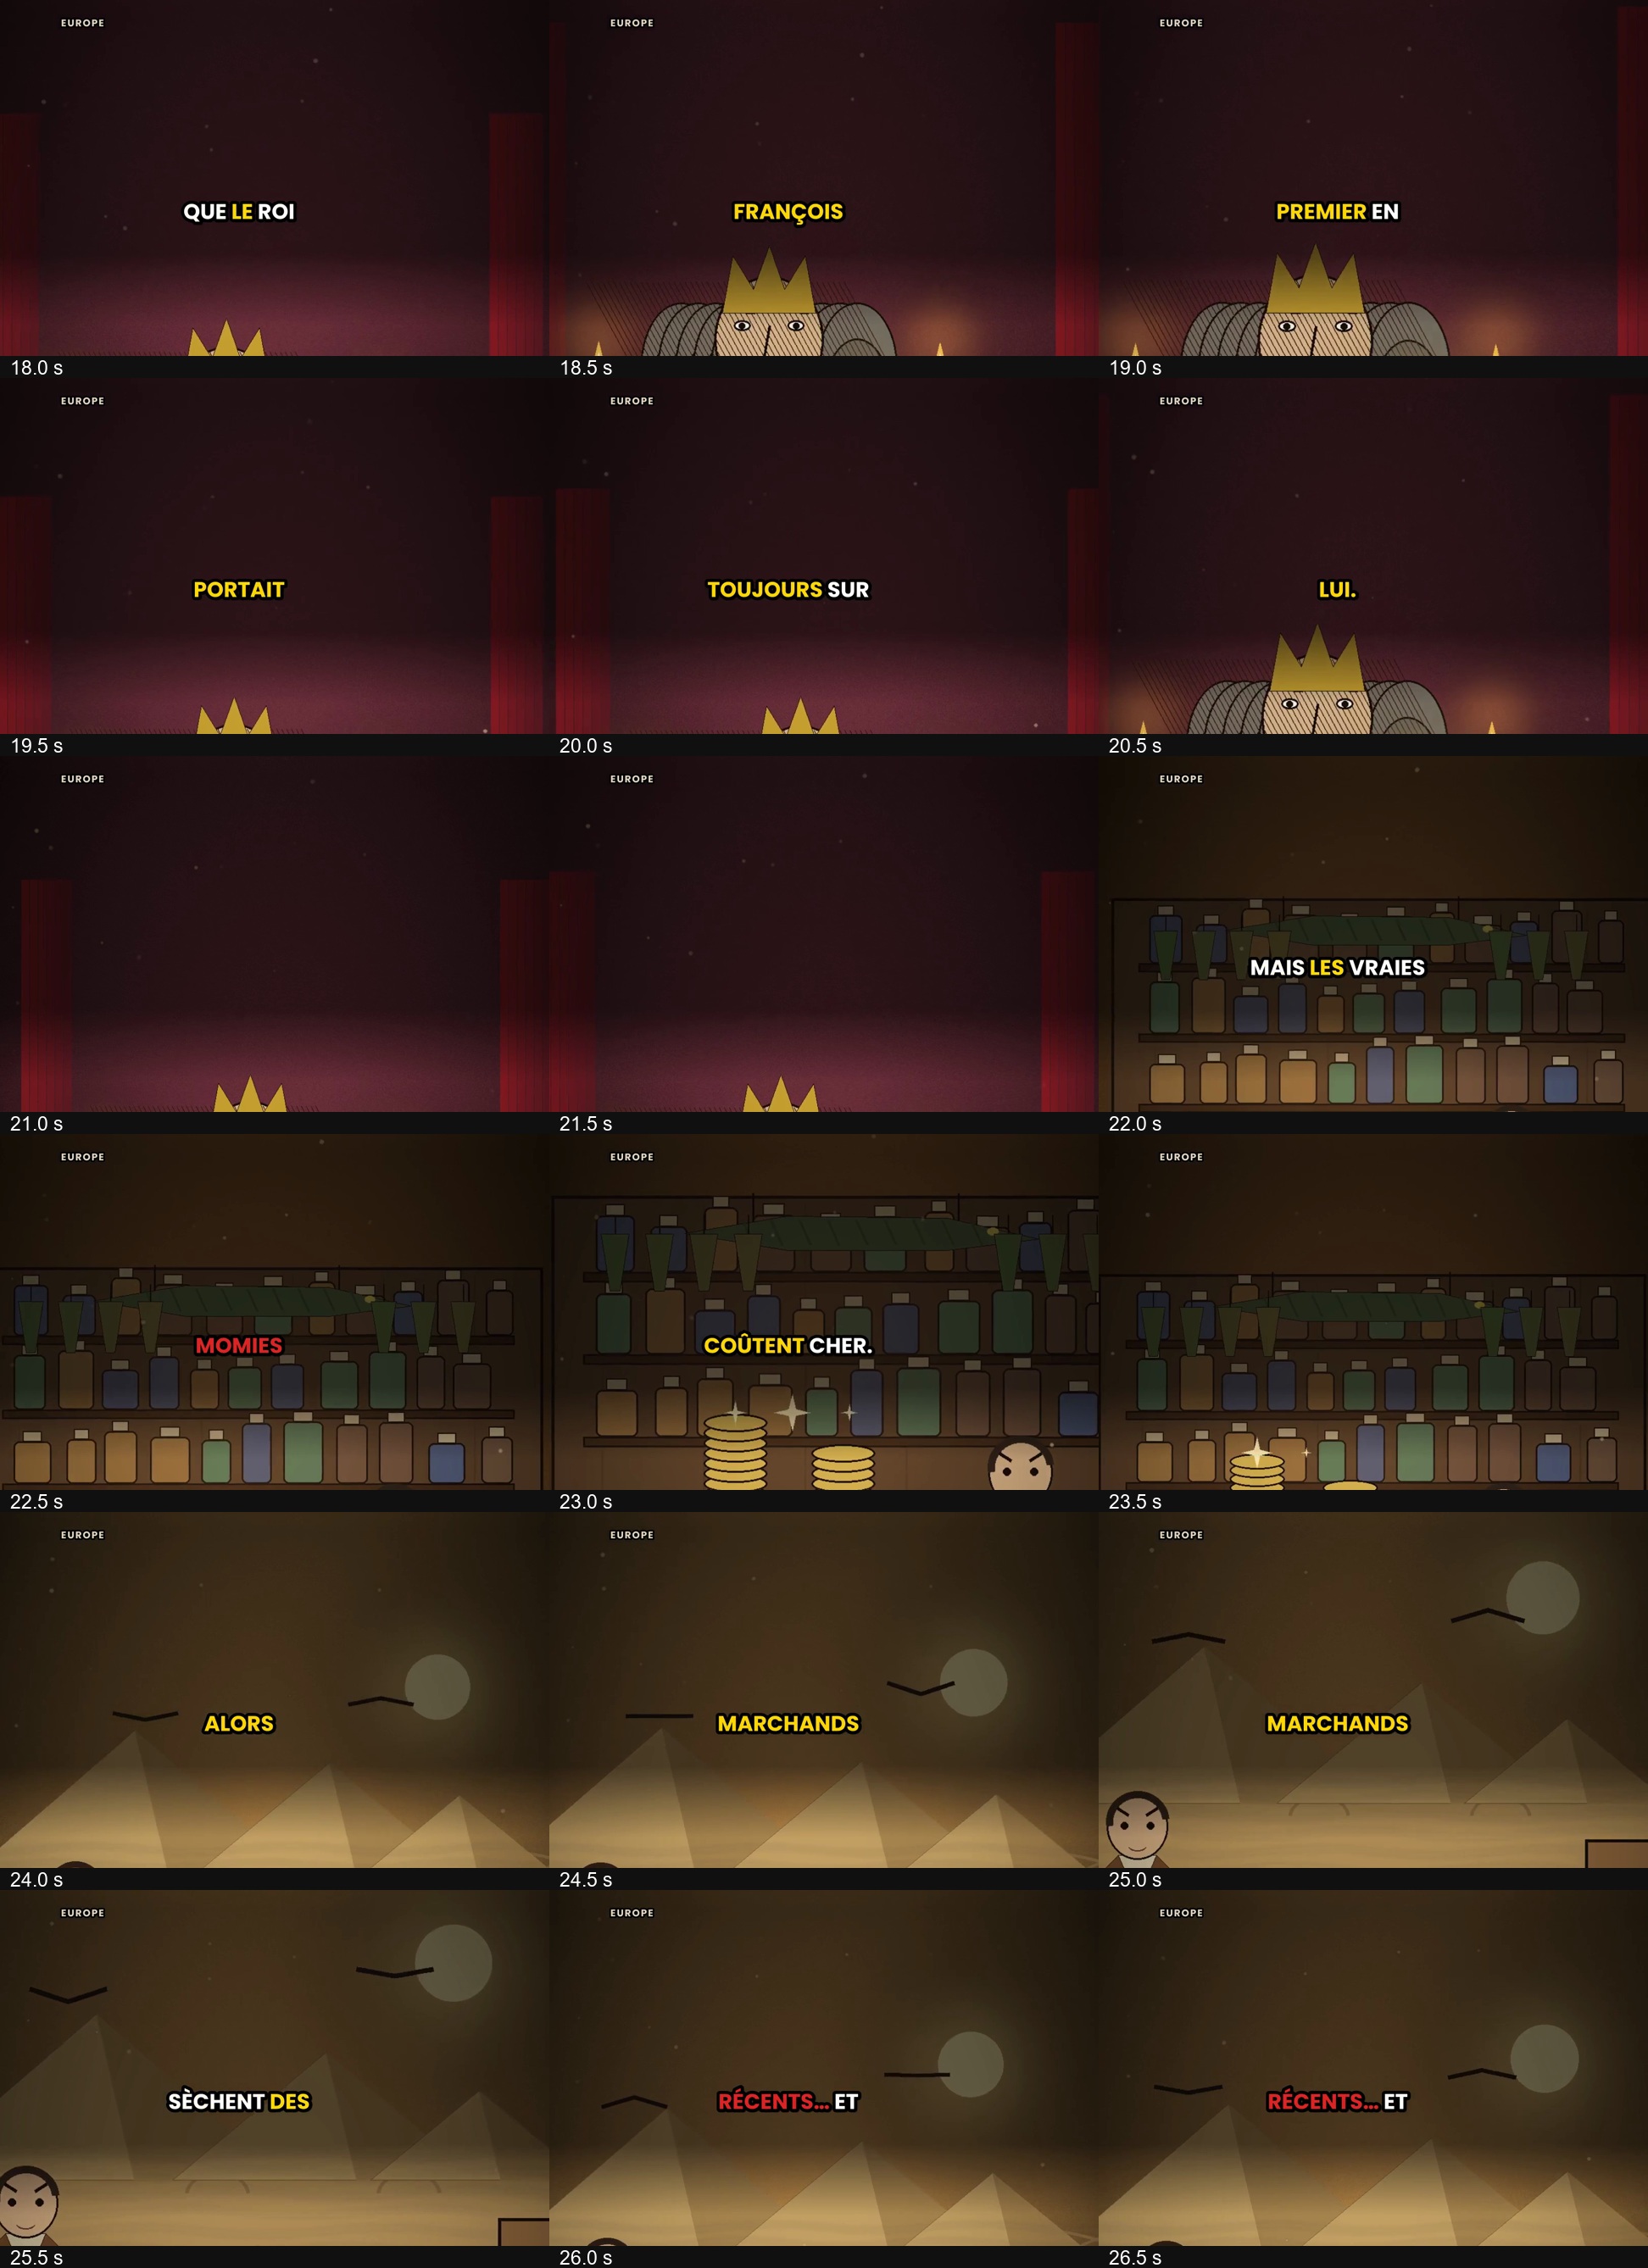 EUROPE
EUROPE
EUROPE
QUE LE ROI
FRANÇOIS
PREMIER EN
18.0 s
18.5 s
19.0 s
EUROPE
EUROPE
EUROPE
PORTAIT
TOUJOURS SUR
LUI.
19.5 s
20.0 s
20.5 s
EUROPE
EUROPE
EUROPE
MAIS LES VRAIES
21.0 s
21.5 s
22.0 s
EUROPE
EUROPE
EUROPE
MOMIES
COÛTENT CHER.
22.5 s
23.0 s
23.5 s
EUROPE
EUROPE
EUROPE
ALORS
MARCHANDS
MARCHANDS
24.0 s
24.5 s
25.0 s
EUROPE
EUROPE
EUROPE
SÈCHENT DES
RÉCENTS... ET
RÉCENTS... ET
25.5 s
26.0 s
26.5 s